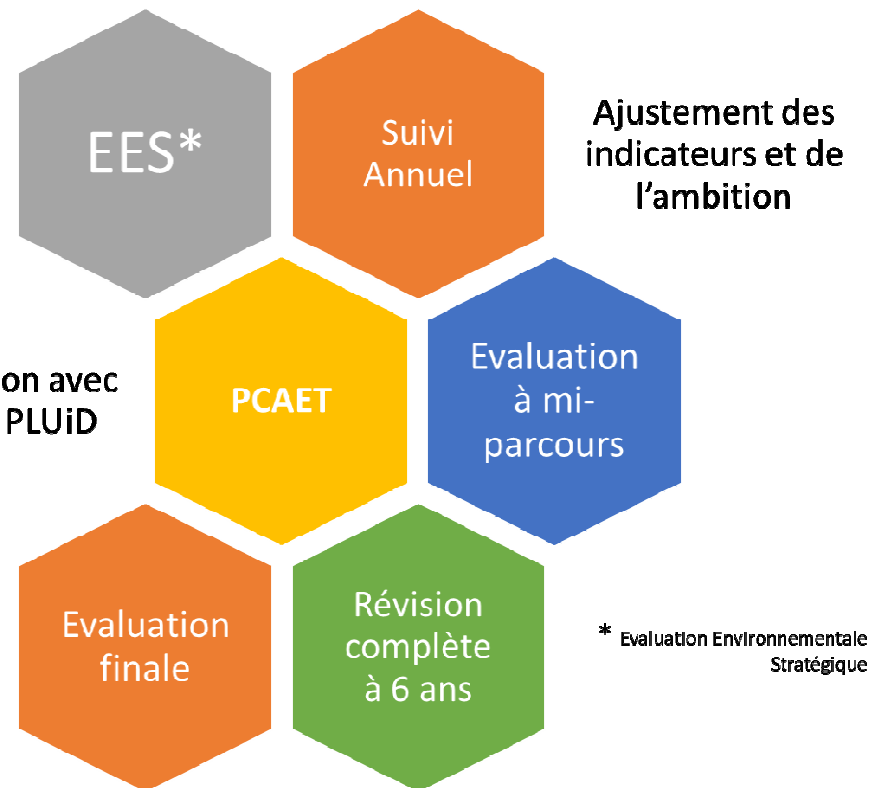 EES*
Suivi
Annuel
Ajustement des
indicateurs et de
l'ambition
on avec
PLUiD
PCAET
Evaluation
à mi-
parcours
Evaluation
finale
Révision
complète
à 6 ans
* Evaluation Environnementale
Stratégique